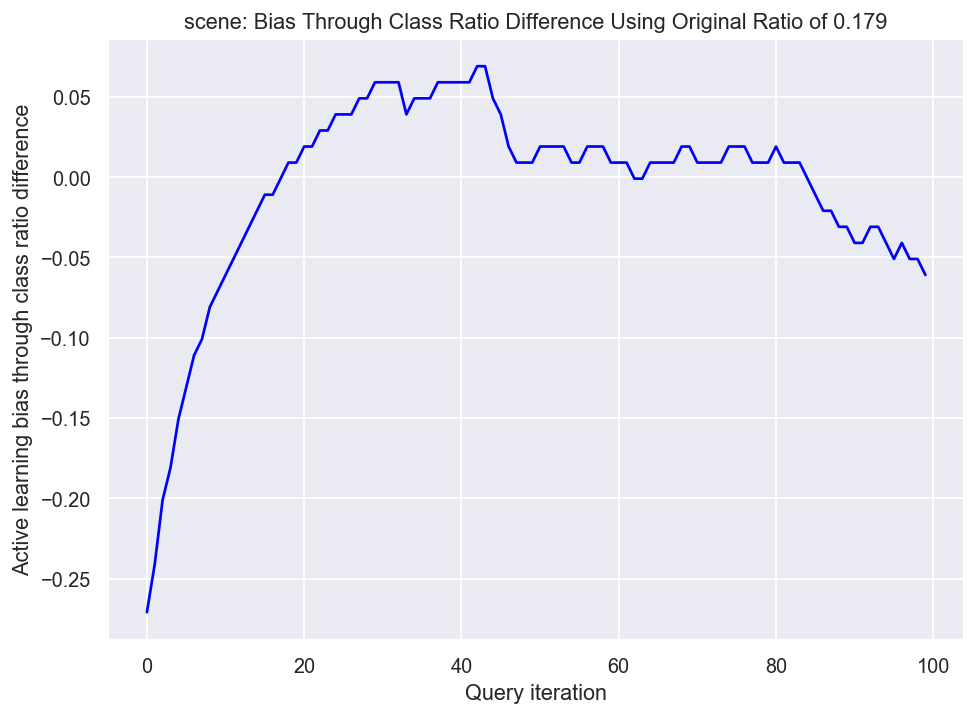 scene: Bias Through Class Ratio Difference Using Original Ratio of 0.179
Active learning bias through class ratio difference
0.05
0.00
−0.05
−0.10
−0.15
−0.20
−0.25
0 20 40 60 80 100
Query iteration